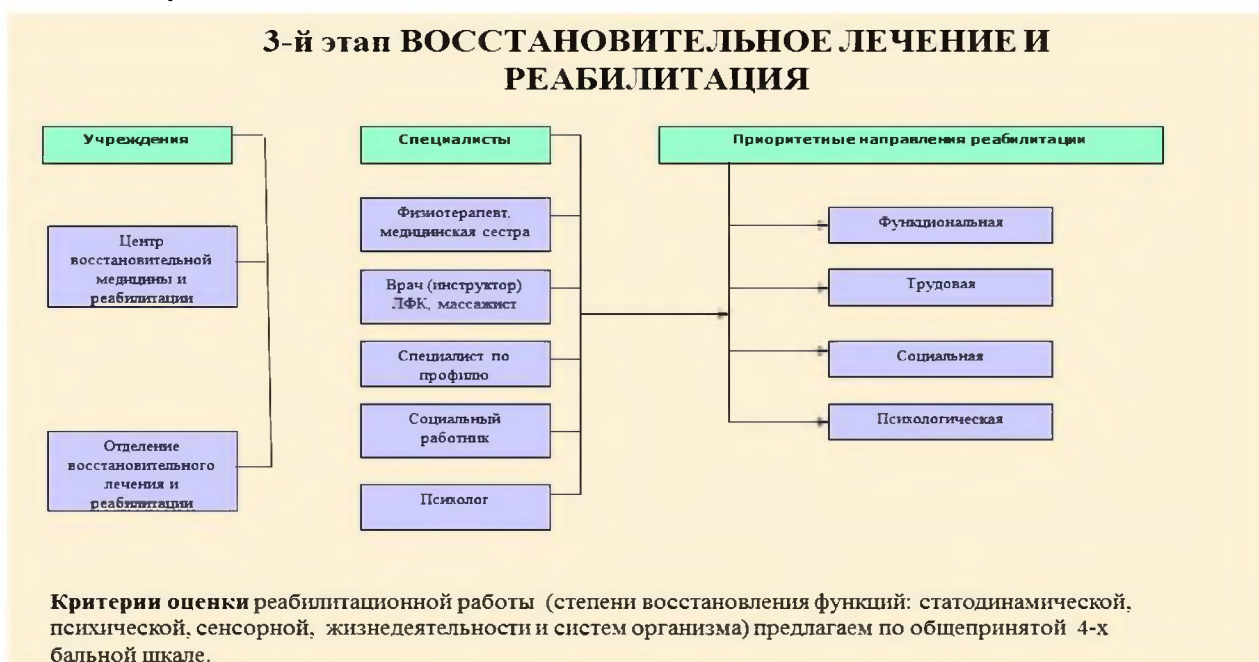 3-й этап ВОССТАНОВИТЕЛЬНОЕ ЛЕЧЕНИЕ И
РЕАБИЛИТАЦИЯ
Учреждения
Центр
восстановительной
медицины и
реабилитации
Отделение
восстановительного
лечения и
реабилитации
Специалисты
Физиотерапевт,
медицинская сестра
Врач (инструктор)
ЛФК, массажист
Специалист по
профилю
Социальный
работник
Психолог
Приоритетные направления реабилитации
Функциональная
Трудовая
Социальная
Психологическая
Критерии оценки реабилитационной работы (степени восстановления функций: статодинамической,
психической, сенсорной, жизнедеятельности и систем организма) предлагаем по общепринятой 4-х
бальной шкале.